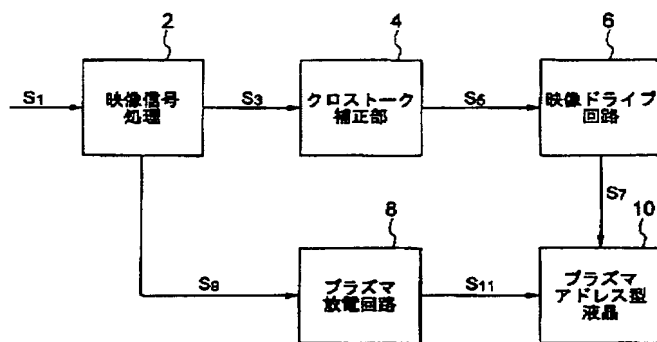 2
4
6
S1
映像信号
処理
S3
クロストーク
補正部
S5
映像ドライブ
回路
S7
8
10
S9
プラズマ
放電回路
S11
プラズマ
アドレス型
液晶